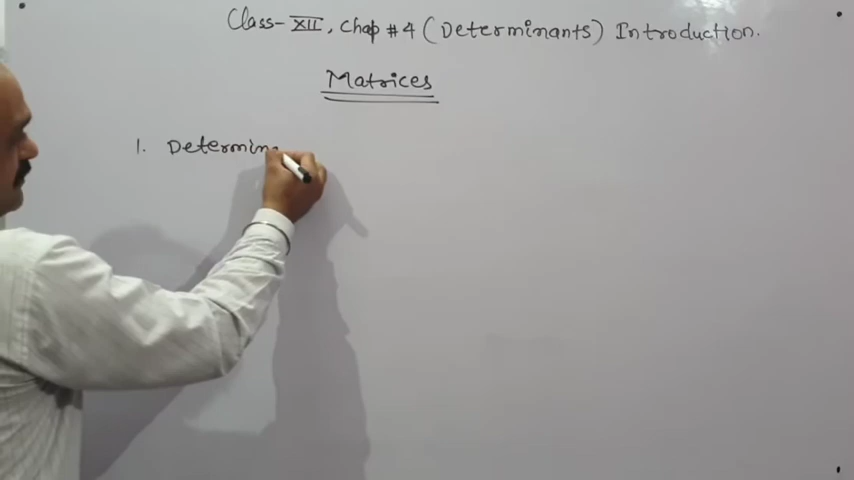 Class-XII, Chap #4 (Determinants) Introduction.
Matrices
1. Determin